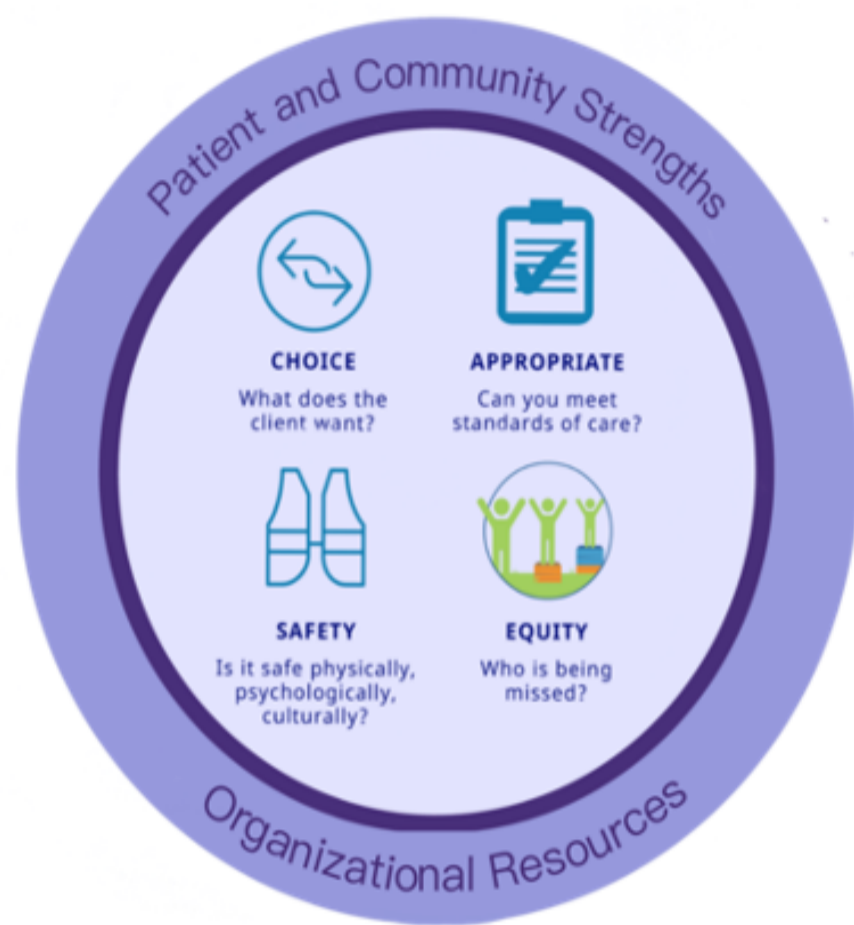 Patient and Community Strengths
CHOICE
What does the
client want?
APPROPRIATE
Can you meet
standards of care?
SAFETY
Is it safe physically,
psychologically,
culturally?
EQUITY
Who is being
missed?
Organizational Resources